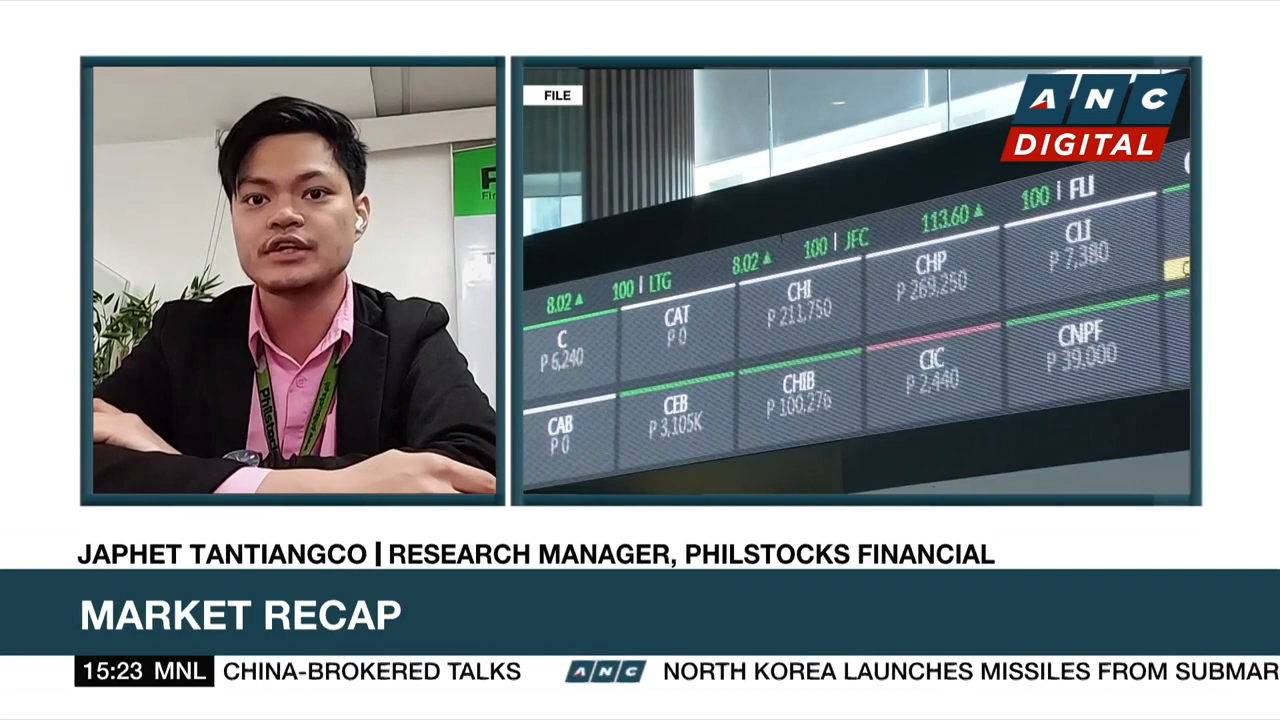 FILE
ANC
DIGITAL
8.02 ▲ 100 | LTG 8.02 ▲ 100 | JFC 113.60 ▲ 100 | FLI
C
P 6,240
CAT
P 0
CHI
P 211,750
CHP
P 269,250
CLI
P 7,380
CAB
P 0
CEB
P 3,105K
CHIB
P 100,276
CIC
P 2,440
CNPF
P 39,000
Philstoc
JAPHET TANTIANGCO | RESEARCH MANAGER, PHILSTOCKS FINANCIAL
MARKET RECAP
15:23 MNL CHINA-BROKERED TALKS ANC NORTH KOREA LAUNCHES MISSILES FROM SUBMAR